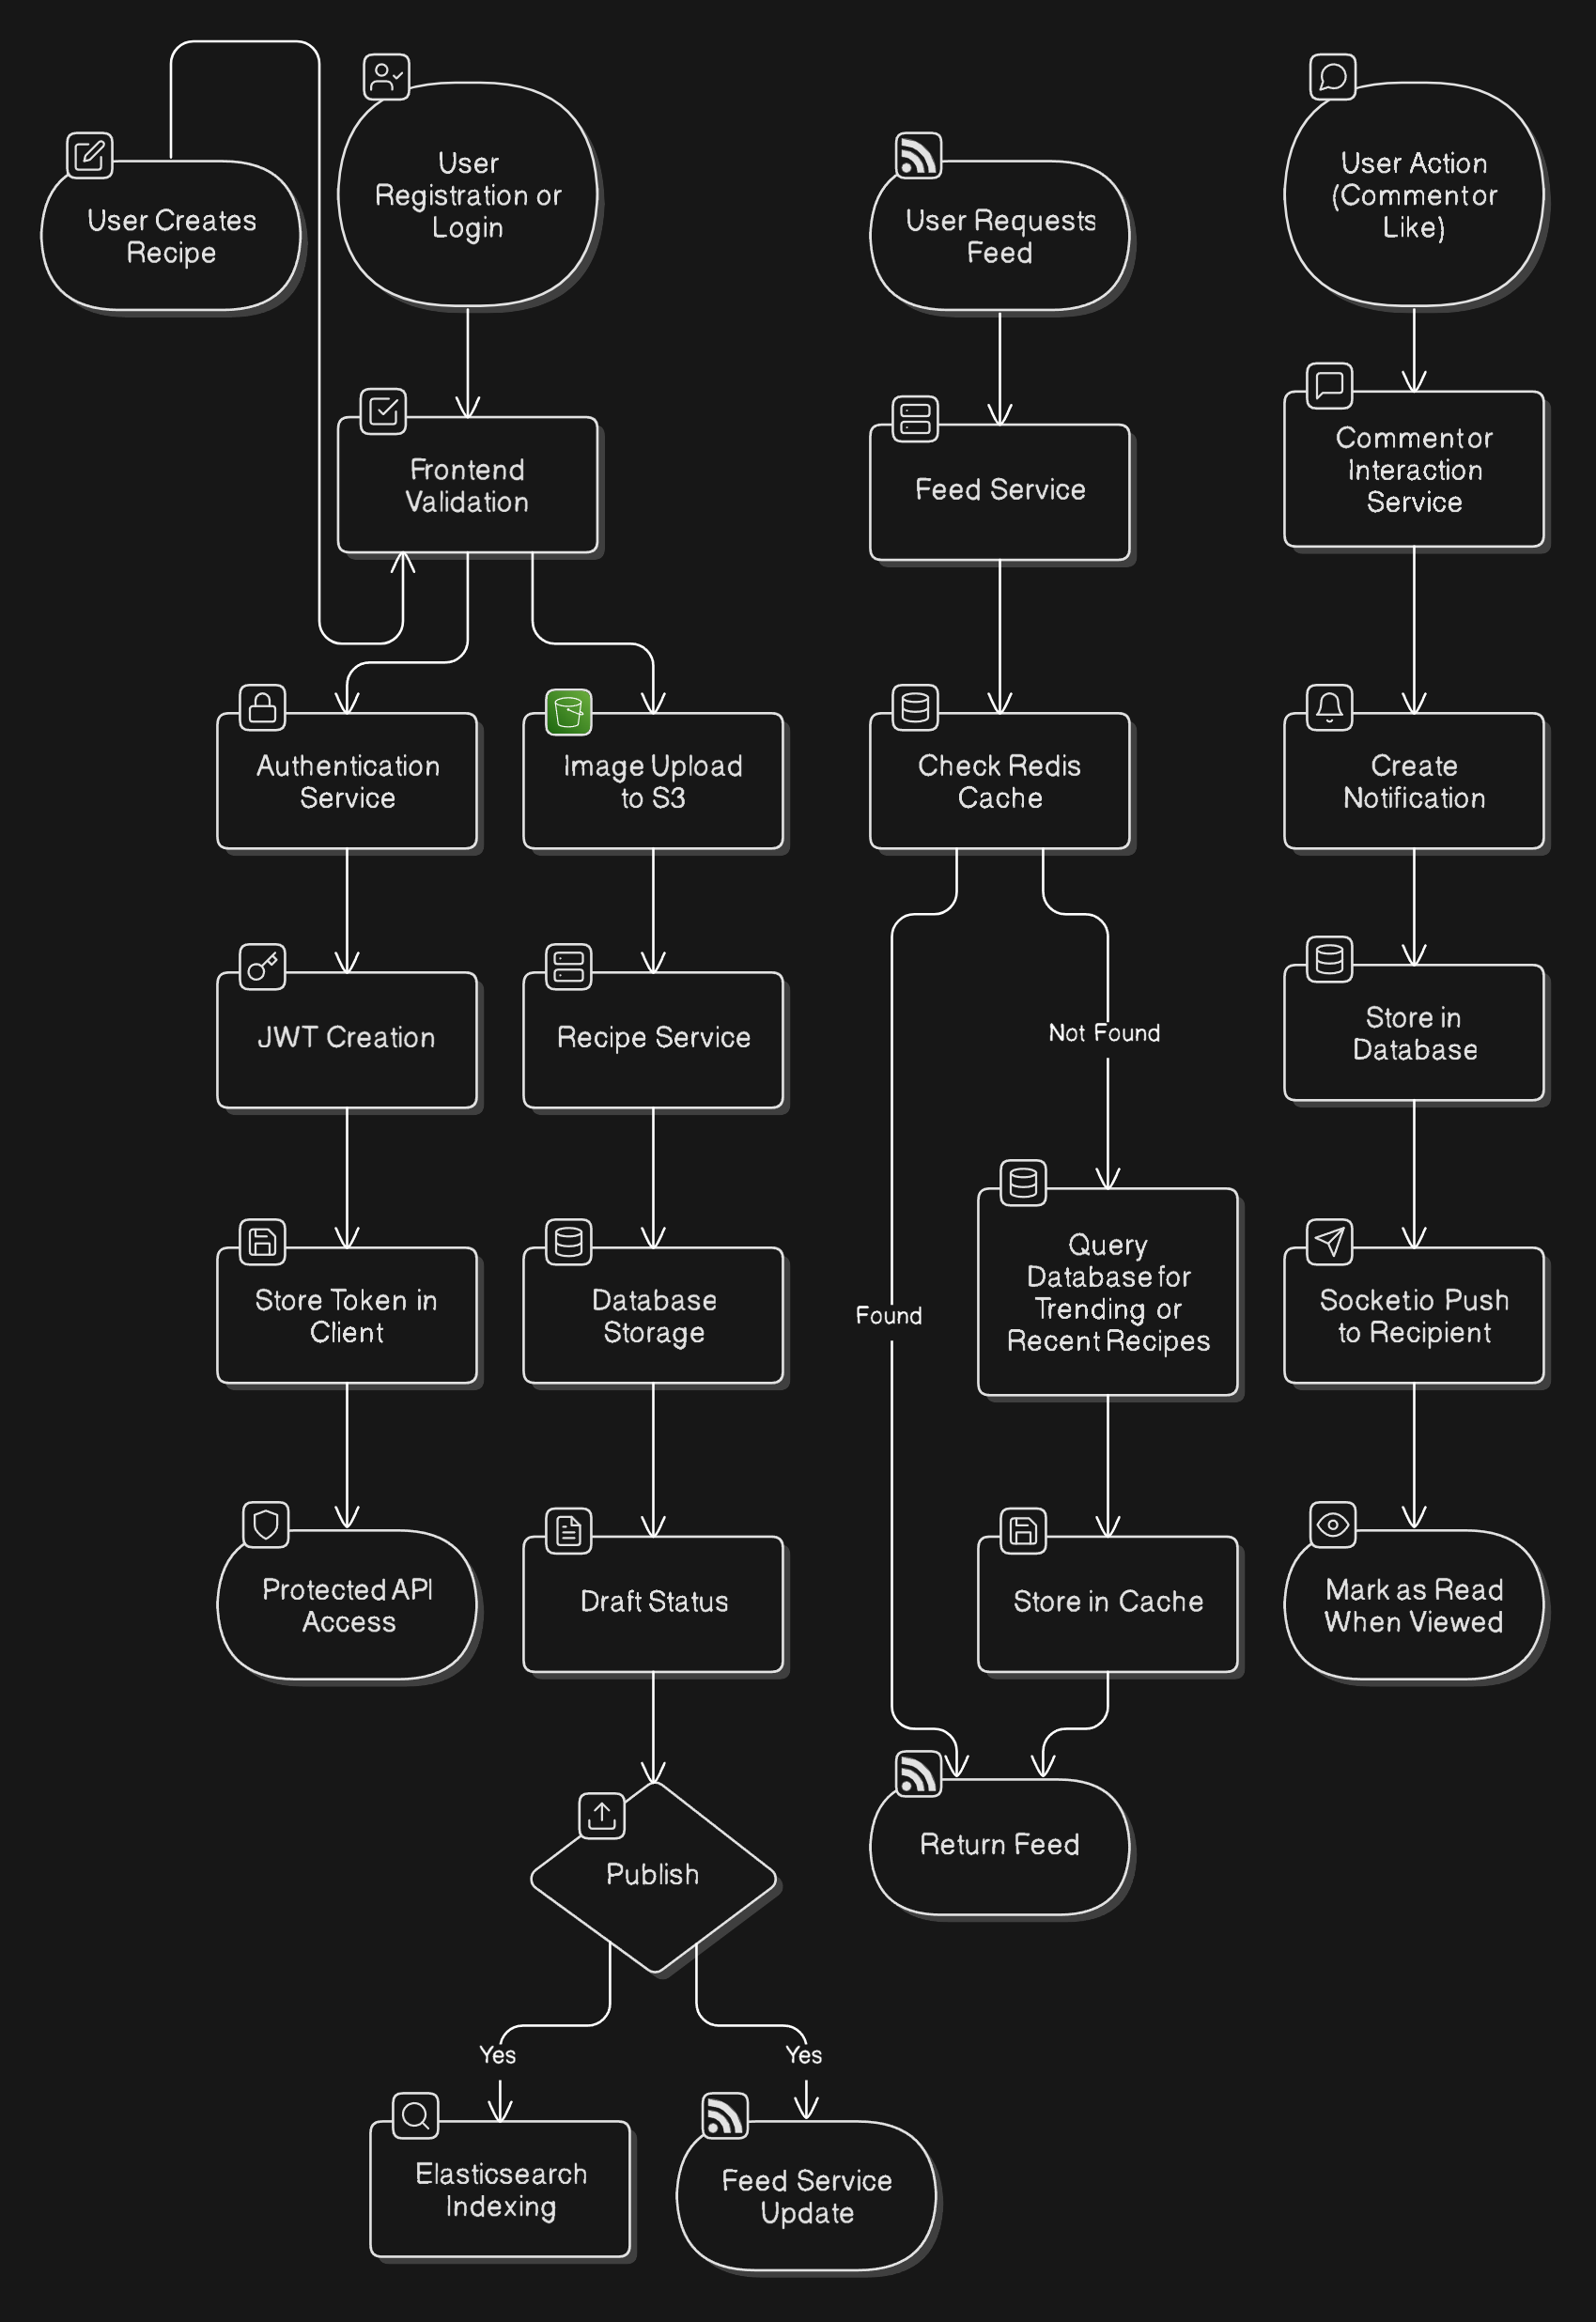 User Creates
Recipe
User
Registration or
Login
User Requests
Feed
User Action
(Comment or
Like)
Frontend
Validation
Feed Service
Comment or
Interaction
Service
Authentication
Service
Image Upload
to S3
Check Redis
Cache
Create
Notification
JWT Creation
Recipe Service
Not Found
Store in
Database
Store Token in
Client
Database
Storage
Found
Query
Database for
Trending or
Recent Recipes
Socketio Push
to Recipient
Protected API
Access
Draft Status
Store in Cache
Mark as Read
When Viewed
Publish
Return Feed
Yes
Yes
Elasticsearch
Indexing
Feed Service
Update